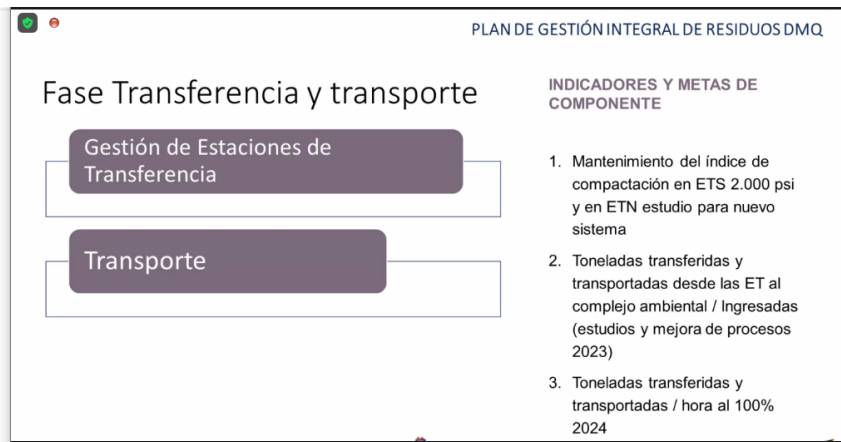 PLAN DE GESTIÓN INTEGRAL DE RESIDUOS DMQ
Fase Transferencia y transporte
Gestión de Estaciones de
Transferencia
Transporte
INDICADORES Y METAS DE
COMPONENTE
1. Mantenimiento del índice de
compactación en ETS 2.000 psi
y en ETN estudio para nuevo
sistema
2. Toneladas transferidas y
transportadas desde las ET al
complejo ambiental / Ingresadas
(estudios y mejora de procesos
2023)
3. Toneladas transferidas y
transportadas / hora al 100%
2024